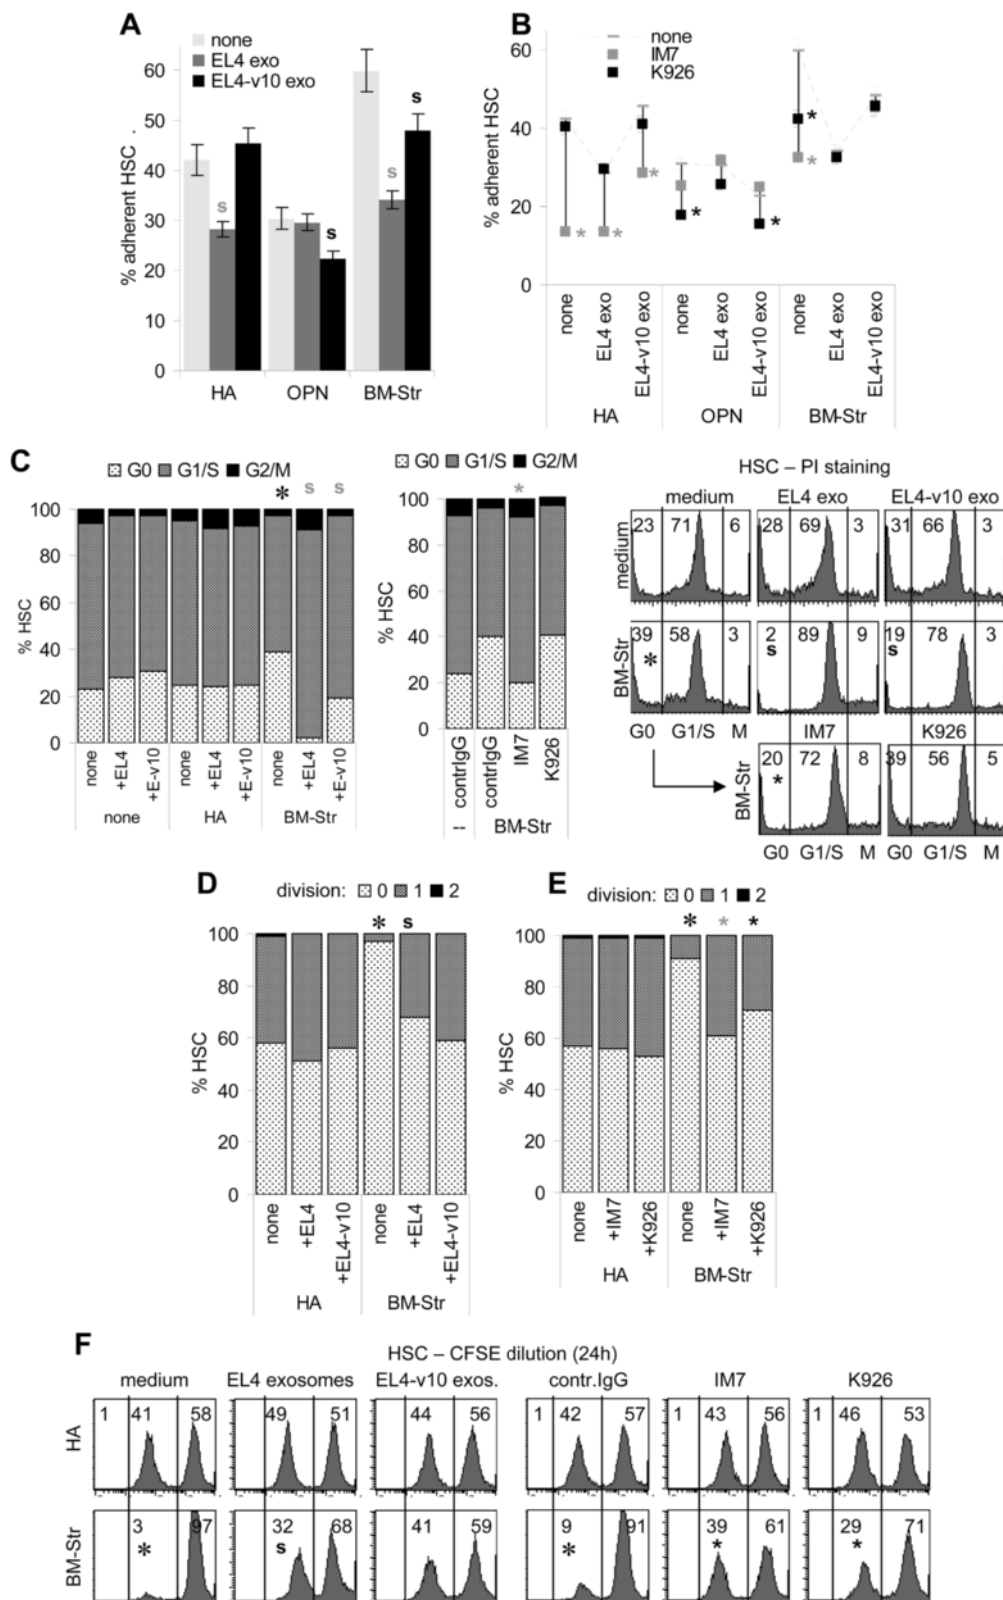 A
none
EL4 exo
EL4-v10 exo
% adherent HSC .
60
50
40
30
20
10
0
s
s
s
s
HA OPN BM-Str
B
none
IM7
K926
% adherent HSC
60
40
20
0
*
*
*
*
*
*
*
none
EL4 exo
EL4-v10 exo
none
EL4 exo
EL4-v10 exo
none
EL4 exo
EL4-v10 exo
HA OPN BM-Str
C
G0 G1/S G2/M
* s s
% HSC
100
80
60
40
20
0
none
+EL4
+E-v10
none
+EL4
+E-v10
none
+EL4
+E-v10
none HA BM-Str
G0 G1/S G2/M
*
% HSC
100
80
60
40
20
0
contrIgG
contrIgG
IM7
K926
-- BM-Str
HSC – PI staining
medium EL4 exo EL4-v10 exo
medium
23 71 6 28 69 3 31 66 3
BM-Str
39 58 3 2 89 9 19 78 3
* s s
G0 G1/S M IM7 K926
BM-Str
20 72 8 39 56 5
*
G0 G1/S M G0 G1/S M
D
division: 0 1 2
* s
% HSC
100
80
60
40
20
0
none
+EL4
+EL4-v10
none
+EL4
+EL4-v10
HA BM-Str
E
division: 0 1 2
* * *
% HSC
100
80
60
40
20
0
none
+IM7
+K926
none
+IM7
+K926
HA BM-Str
F
HSC – CFSE dilution (24h)
medium EL4 exosomes EL4-v10 exos. contr.IgG IM7 K926
HA
1 41 58 49 51 44 56 1 42 57 1 43 56 1 46 53
BM-Str
3 97 32 68 41 59 9 91 39 61 29 71
* s * * *